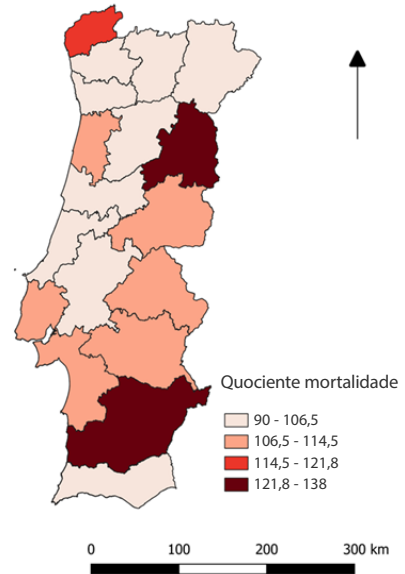 Quociente mortalidade
90 - 106,5
106,5 - 114,5
114,5 - 121,8
121,8 - 138
0 100 200 300 km